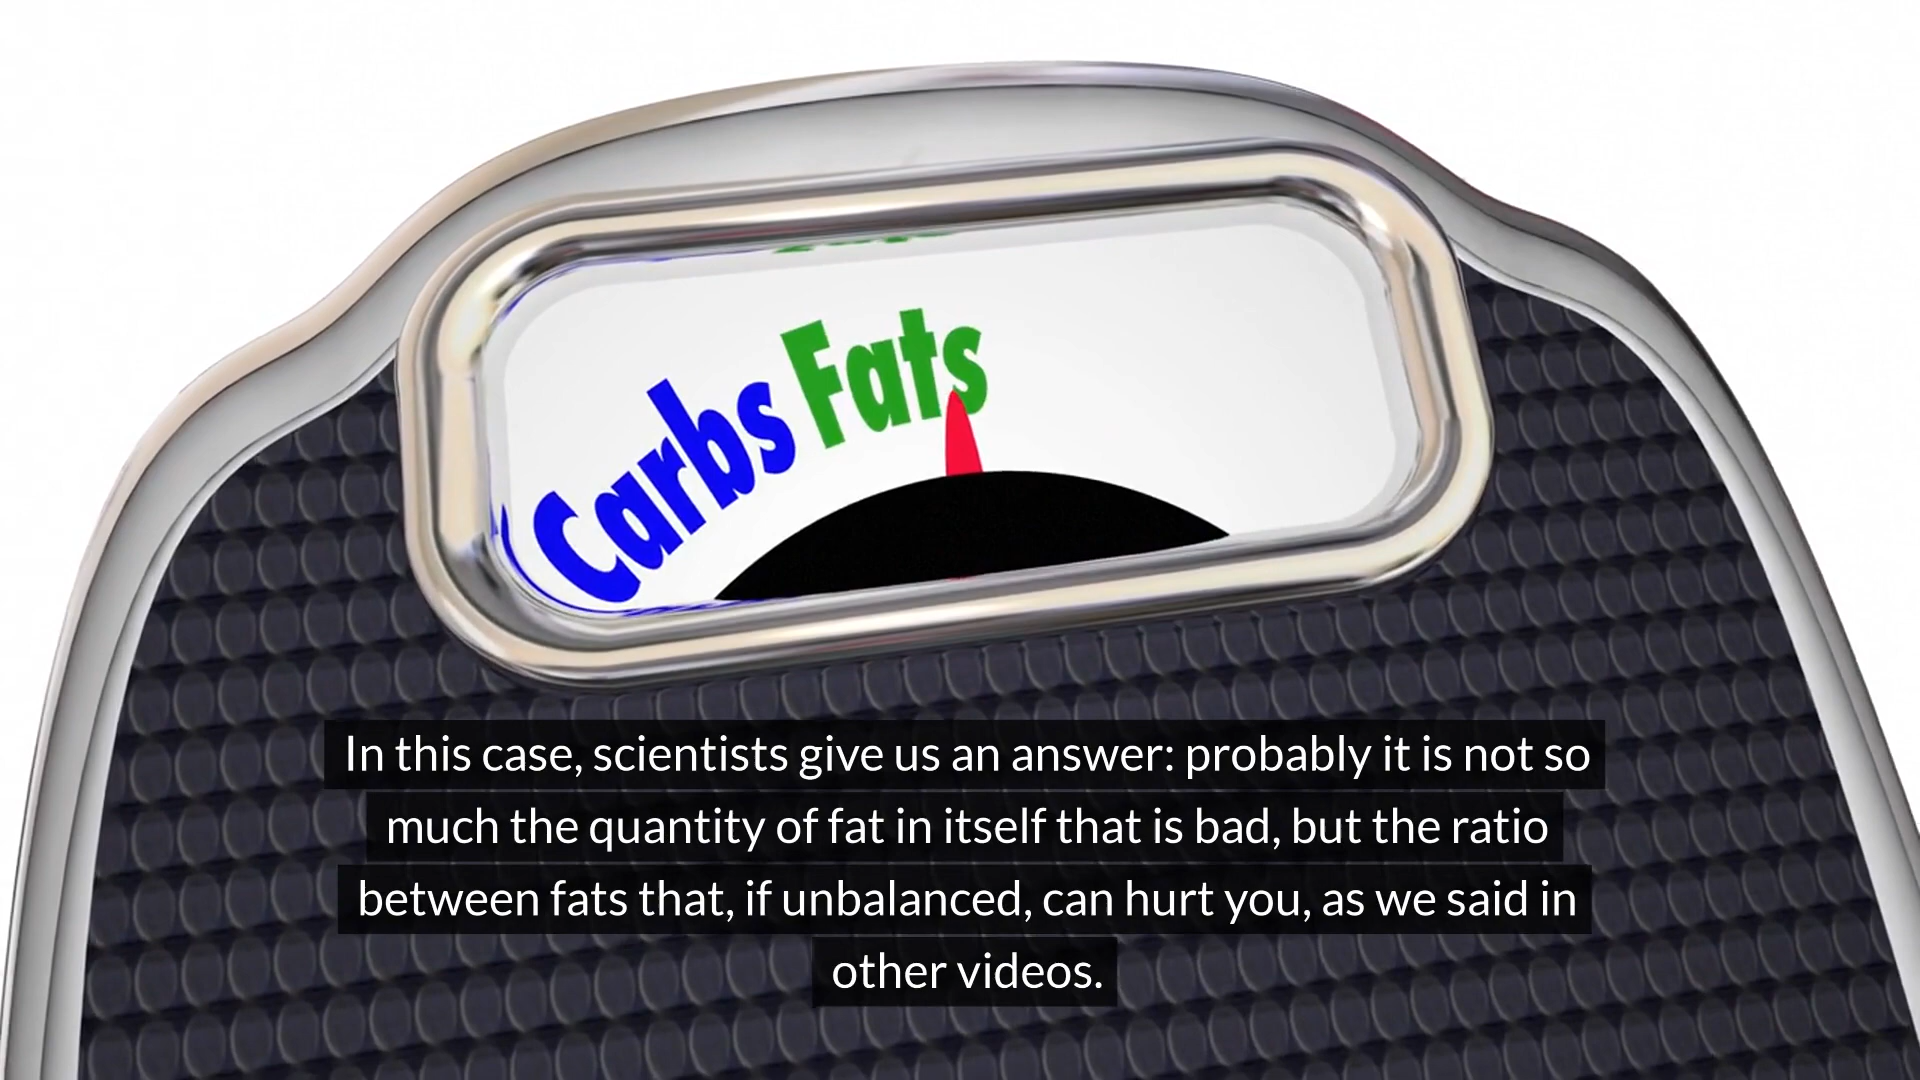 Carbs Fats
In this case, scientists give us an answer: probably it is not so
much the quantity of fat in itself that is bad, but the ratio
between fats that, if unbalanced, can hurt you, as we said in
other videos.